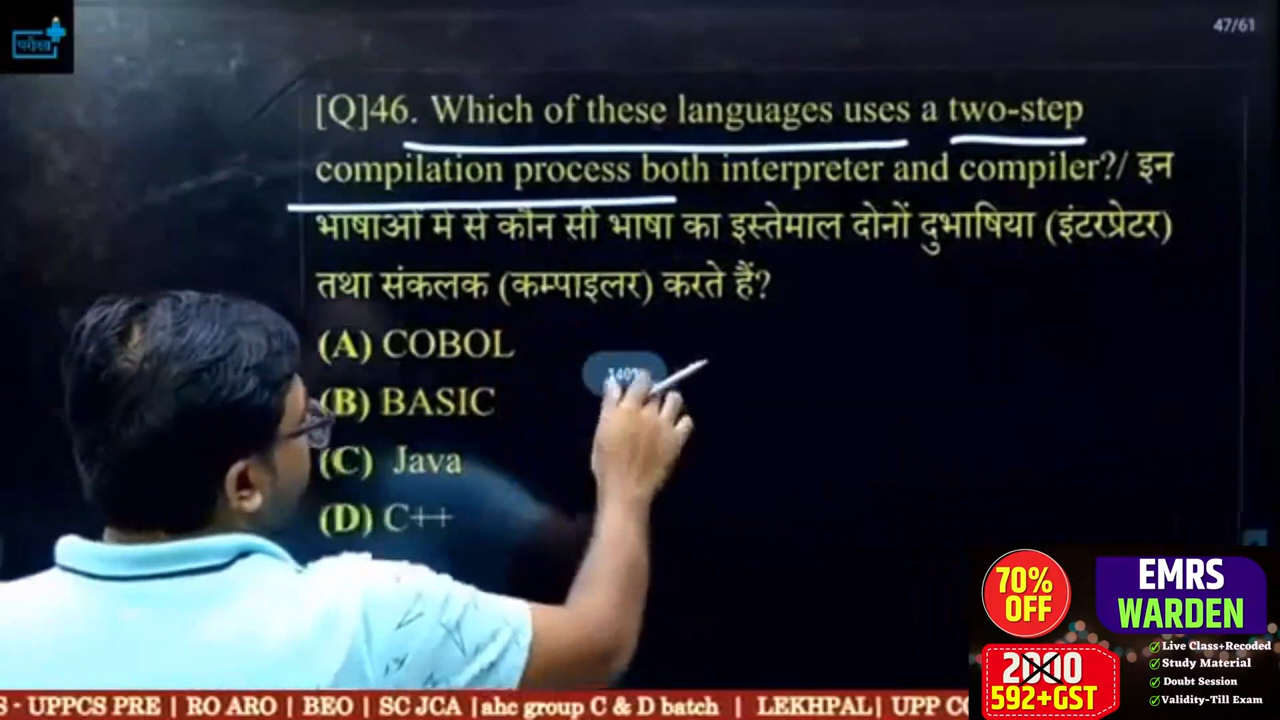 परीक्षा
47/61
[Q]46. Which of these languages uses a two-step
compilation process both interpreter and compiler?/ इन
भाषाओं में से कौन सी भाषा का इस्तेमाल दोनों दुभाषिया (इंटरप्रेटर)
तथा संकलक (कम्पाइलर) करते हैं?
(A) COBOL
140%
(B) BASIC
(C) Java
(D) C++
70%
OFF
EMRS
WARDEN
2000
592+GST
Live Class+Recoded
Study Material
Doubt Session
Validity-Till Exam
S - UPPCS PRE | RO ARO | BEO | SC JCA | ahc group C & D batch | LEKHPAL | UPP CO